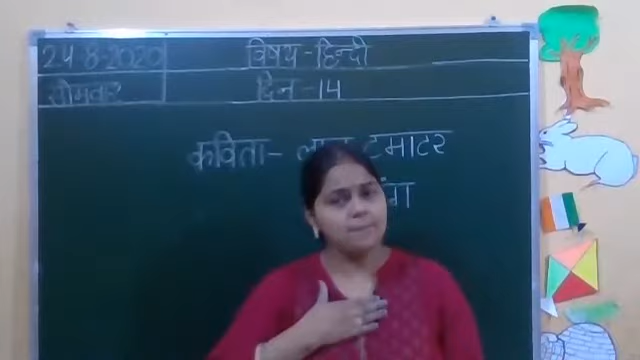 24-8-2020
विषय-हिन्दी
सोमवार
दिन-14
कविता- टमाटर